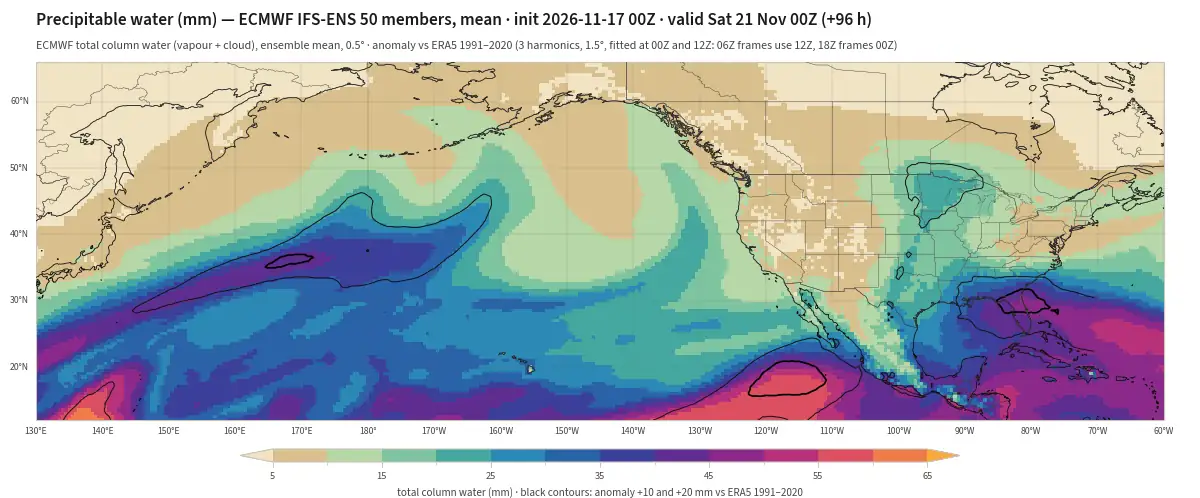 Precipitable water (mm) — ECMWF IFS-ENS 50 members, mean · init 2026-11-17 00Z · valid Sat 21 Nov 00Z (+96 h)
ECMWF total column water (vapour + cloud), ensemble mean, 0.5° · anomaly vs ERA5 1991–2020 (3 harmonics, 1.5°, fitted at 00Z and 12Z: 06Z frames use 12Z, 18Z frames 00Z)
60°N
50°N
40°N
30°N
20°N
130°E 140°E 150°E 160°E 170°E 180° 170°W 160°W 150°W 140°W 130°W 120°W 110°W 100°W 90°W 80°W 70°W 60°W
5 15 25 35 45 55 65
total column water (mm) · black contours: anomaly +10 and +20 mm vs ERA5 1991–2020